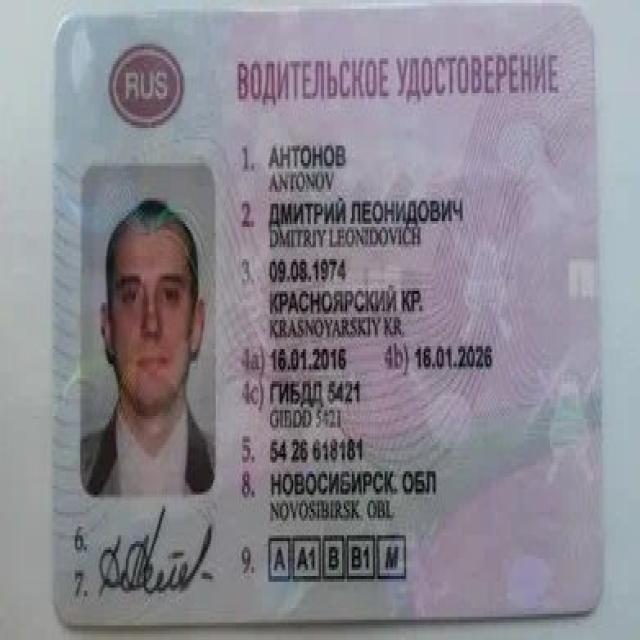 RUS
ВОДИТЕЛЬСКОЕ УДОСТОВЕРЕНИЕ
1. АНТОНОВ
ANTONOV
2. ДМИТРИЙ ЛЕОНИДОВИЧ
DMITRIY LEONIDOVICH
3. 09.08.1974
КРАСНОЯРСКИЙ КР.
KRASNOYARSKIY KR
4a) 16.01.2016 4b) 16.01.2026
4c) ГИБДД 5421
GIBDD 5421
5. 54 26 618181
8. НОВОСИБИРСК. ОБЛ
NOVOSIBIRSK. OBL
6.
7.
9. A A1 B B1 M